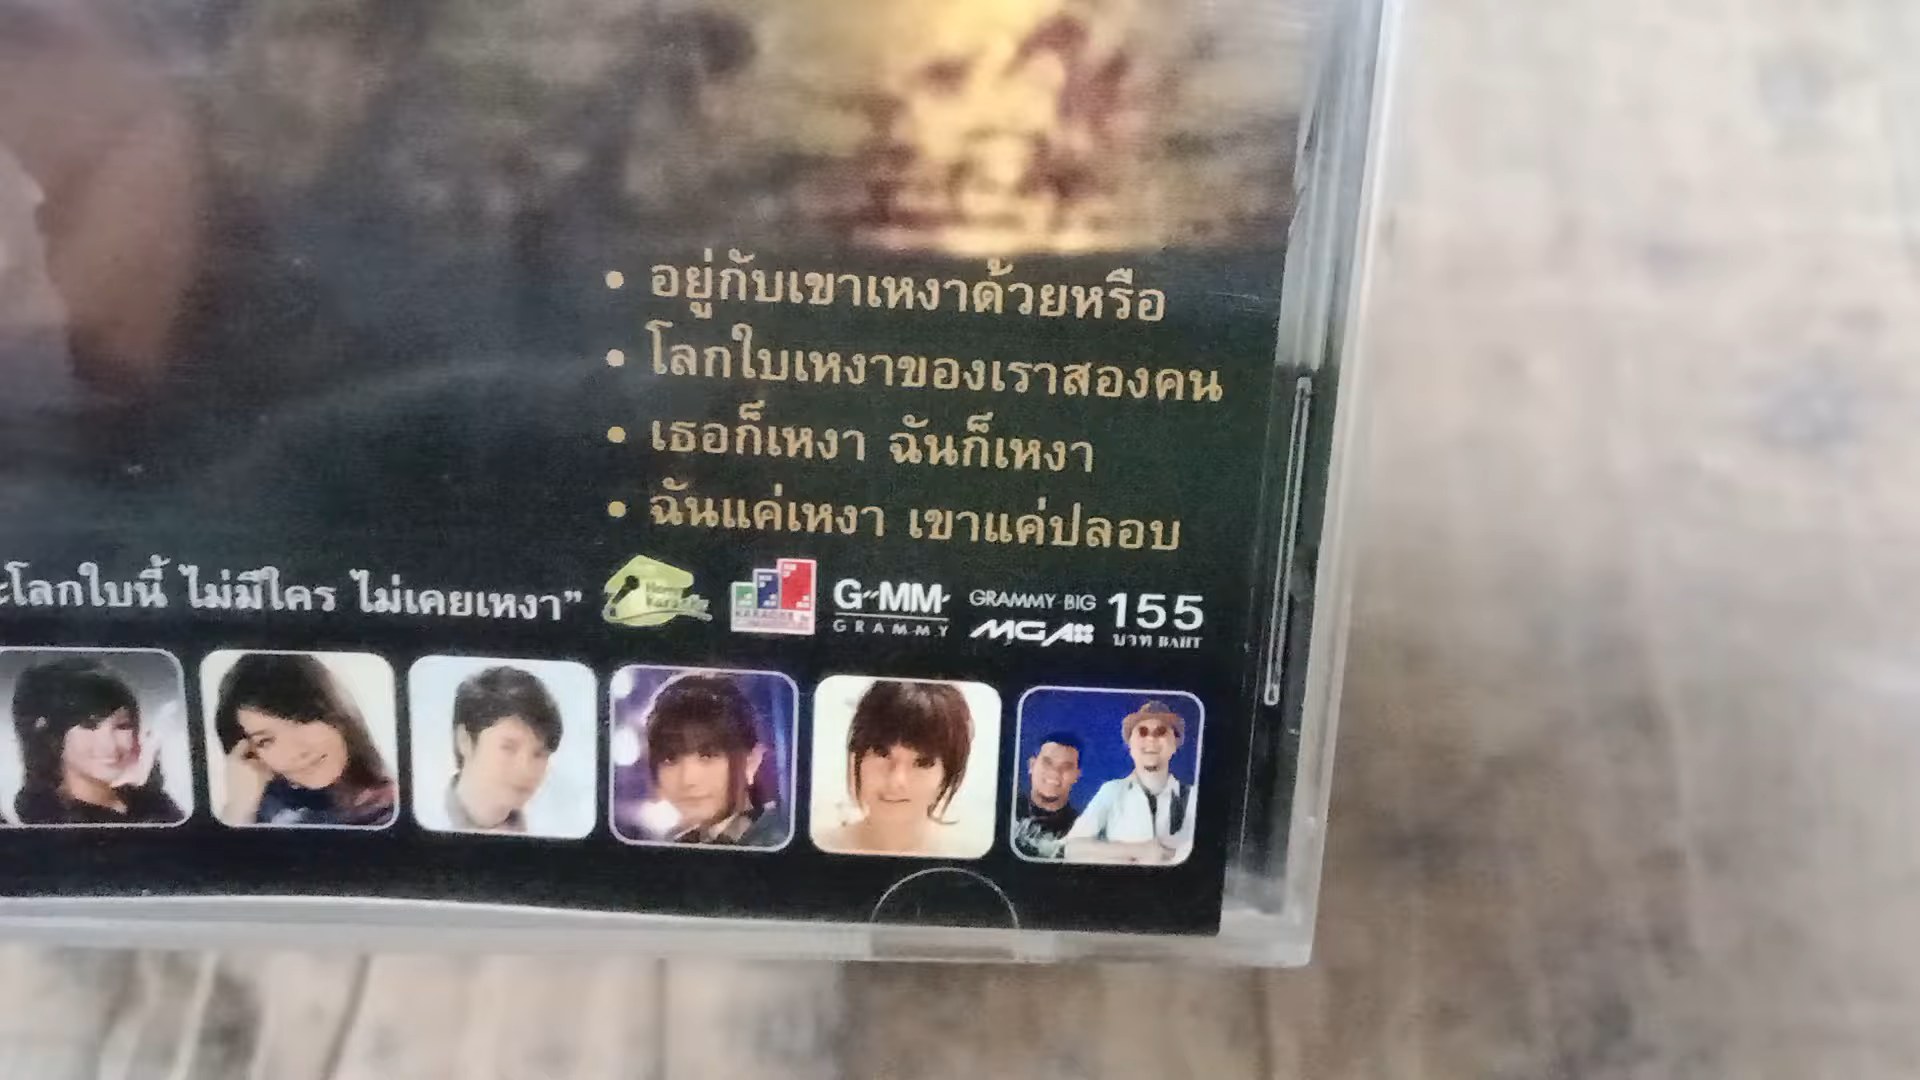 • อยู่กับเขาเหงาด้วยหรือ
• โลกใบเหงาของเราสองคน
• เธอก็เหงา ฉันก็เหงา
• ฉันแค่เหงา เขาแค่ปลอบ
โลกใบนี้ ไม่มีใคร ไม่เคยเหงา”
GMM GRAMMY
GRAMMY BIG
MGA
155
บาท BAHT